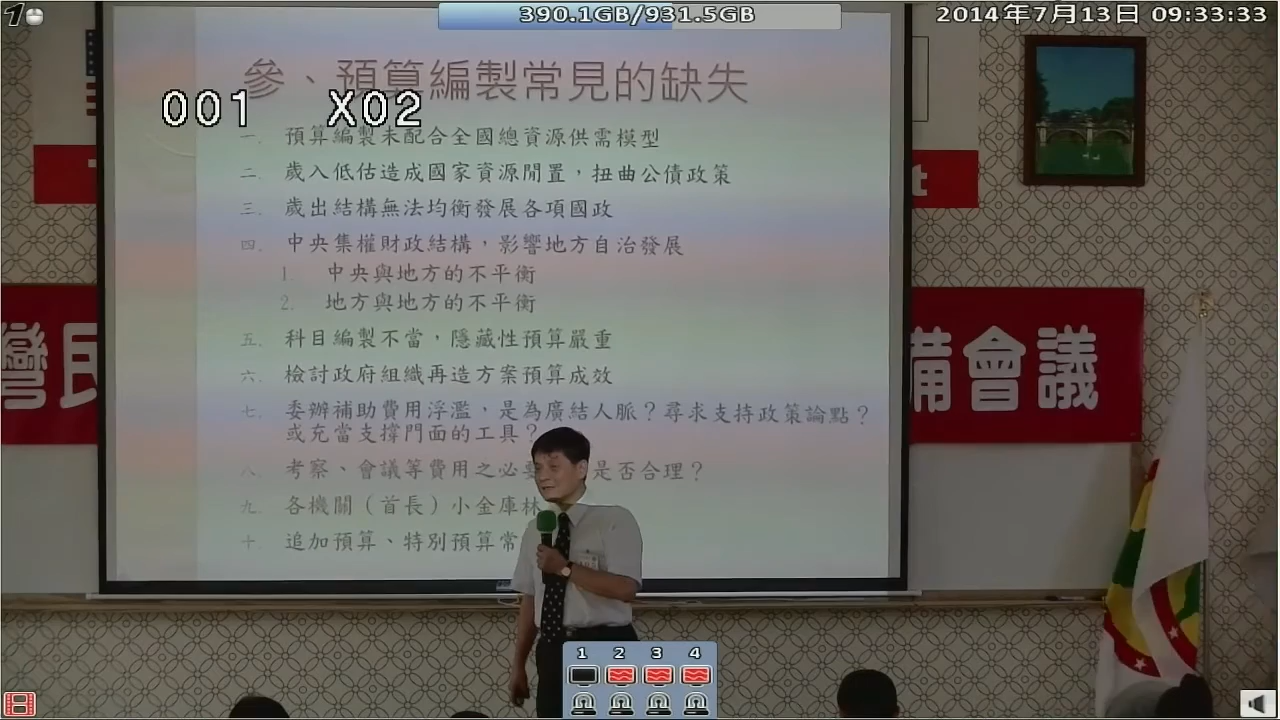 1
390.1GB/931.5GB
2014年7月13日 09:33:33
參、預算編製常見的缺失
001 X02
一. 預算編製未配合全國總資源供需模型
二. 歲入低估造成國家資源閒置，扭曲公債政策
三. 歲出結構無法均衡發展各項國政
四. 中央集權財政結構，影響地方自治發展
1. 中央與地方的不平衡
2. 地方與地方的不平衡
五. 科目編製不當，隱藏性預算嚴重
六. 檢討政府組織再造方案預算成效
七. 委辦補助費用浮濫，是為廣結人脈？尋求支持政策論點？
或充當支撐門面的工具？
八. 考察、會議等費用之必要 是否合理？
九. 各機關（首長）小金庫林
十. 追加預算、特別預算常
灣民
備會議
t
1 2 3 4